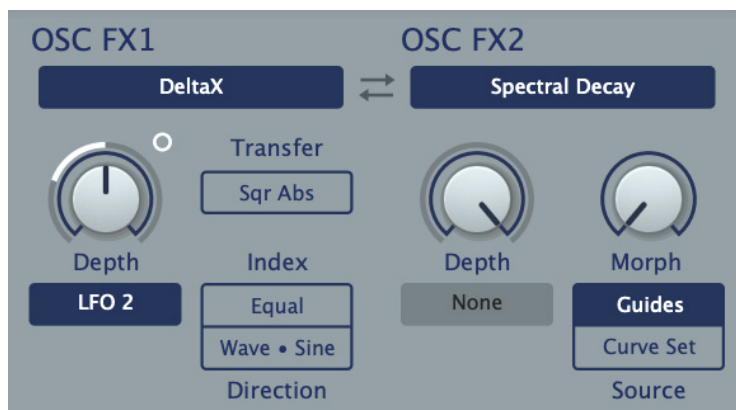 OSC FX1
DeltaX
Depth
LFO 2
Transfer
Sqr Abs
Index
Equal
Wave • Sine
Direction
OSC FX2
Spectral Decay
Depth
None
Morph
Guides
Curve Set
Source